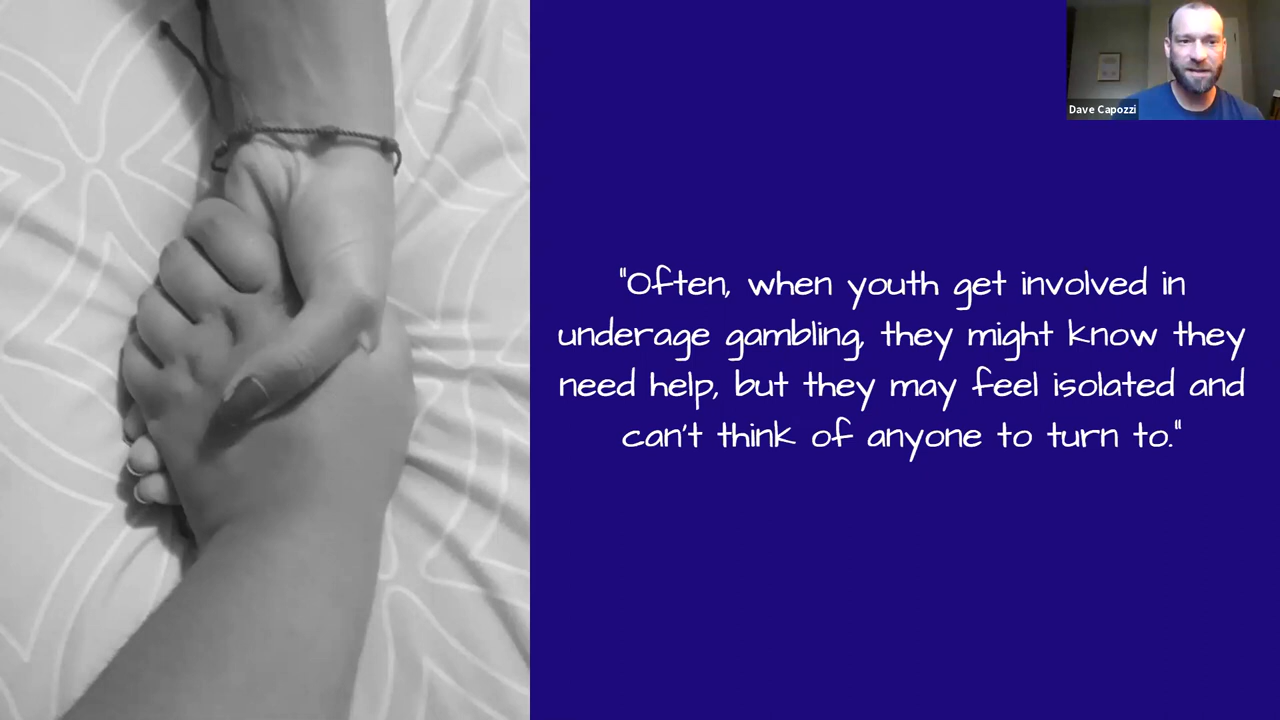 Dave Capozzi
"Often, when youth get involved in
underage gambling, they might know they
need help, but they may feel isolated and
can't think of anyone to turn to."